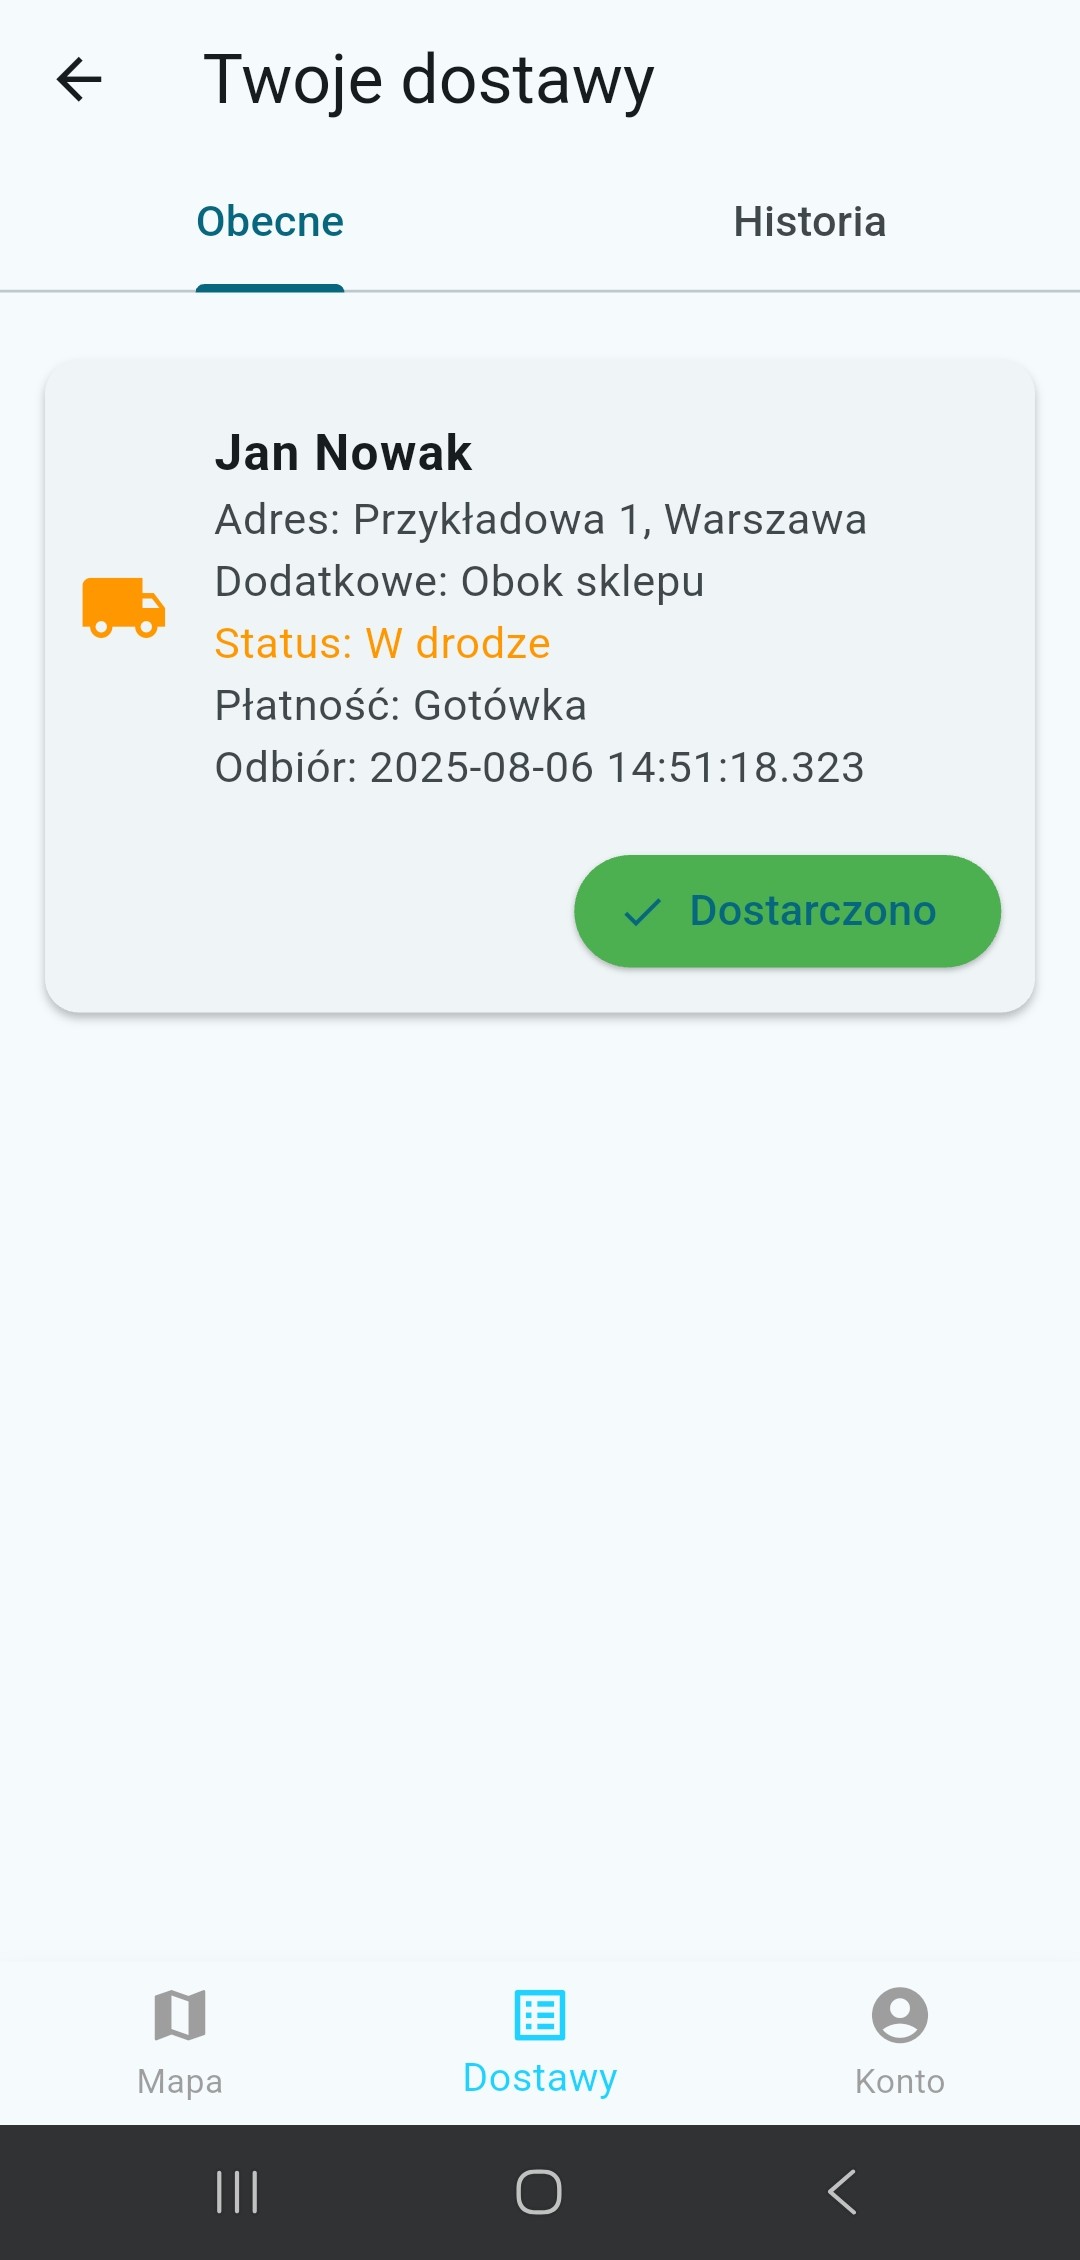 Twoje dostawy
Obecne
Historia
Jan Nowak
Adres: Przykładowa 1, Warszawa
Dodatkowe: Obok sklepu
Status: W drodze
Płatność: Gotówka
Odbiór: 2025-08-06 14:51:18.323
Dostarczono
Mapa
Dostawy
Konto